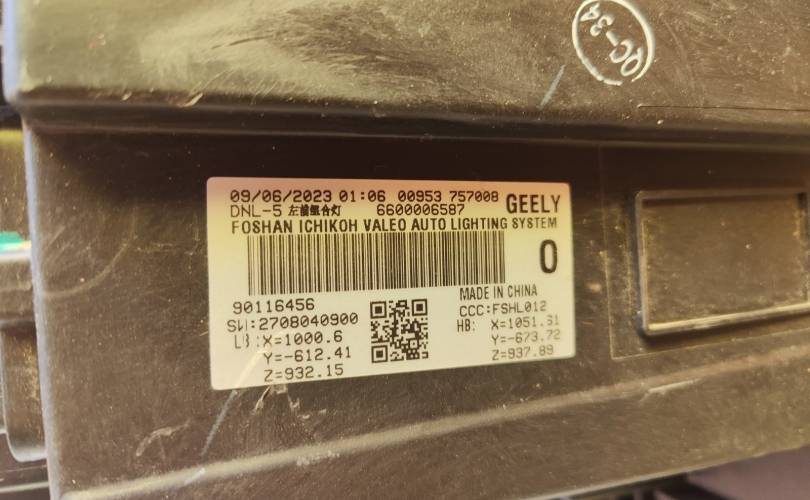 QC-34
09/06/2023 01:06 00953 757008
DNL-5 左前组合灯 6600006587 GEELY
FOSHAN ICHIKOH VALEO AUTO LIGHTING SYSTEM
0
MADE IN CHINA
90116456 CCC:FSHL012
SW:2708040900 HB: X=1051.51
LB:X=1000.6 Y=-673.72
Y=-612.41 Z=937.89
Z=932.15